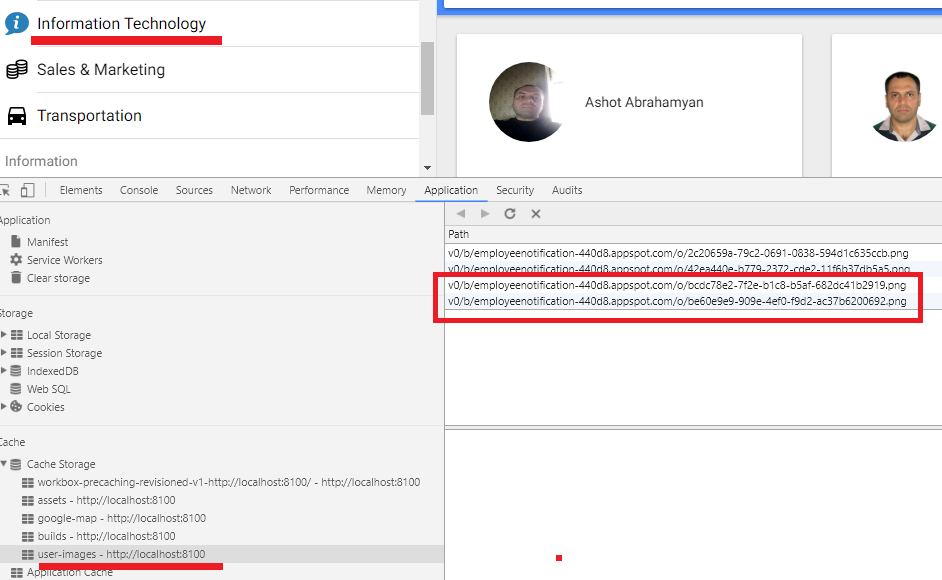 Information Technology
Sales & Marketing
Transportation
Information
Ashot Abrahamyan
Elements Console Sources Network Performance Memory Application Security Audits
Application
Manifest
Service Workers
Clear storage
Storage
Local Storage
Session Storage
IndexedDB
Web SQL
Cookies
Cache
Cache Storage
workbox-precaching-revisioned-v1-http://localhost:8100/ - http://localhost:8100
assets - http://localhost:8100
google-map - http://localhost:8100
builds - http://localhost:8100
user-images - http://localhost:8100
Application Cache
Path
v0/b/employeenotification-440d8.appspot.com/o/2c20659a-79c2-0691-0838-594d1c635ccb.png
v0/b/employeenotification-440d8.appspot.com/o/42ea440e-b779-2372-cde2-11f6b37db5a5.png
v0/b/employeenotification-440d8.appspot.com/o/bcdc78e2-7f2e-b1c8-b5af-682dc41b2919.png
v0/b/employeenotification-440d8.appspot.com/o/be60e9e9-909e-4ef0-f9d2-ac37b6200692.png